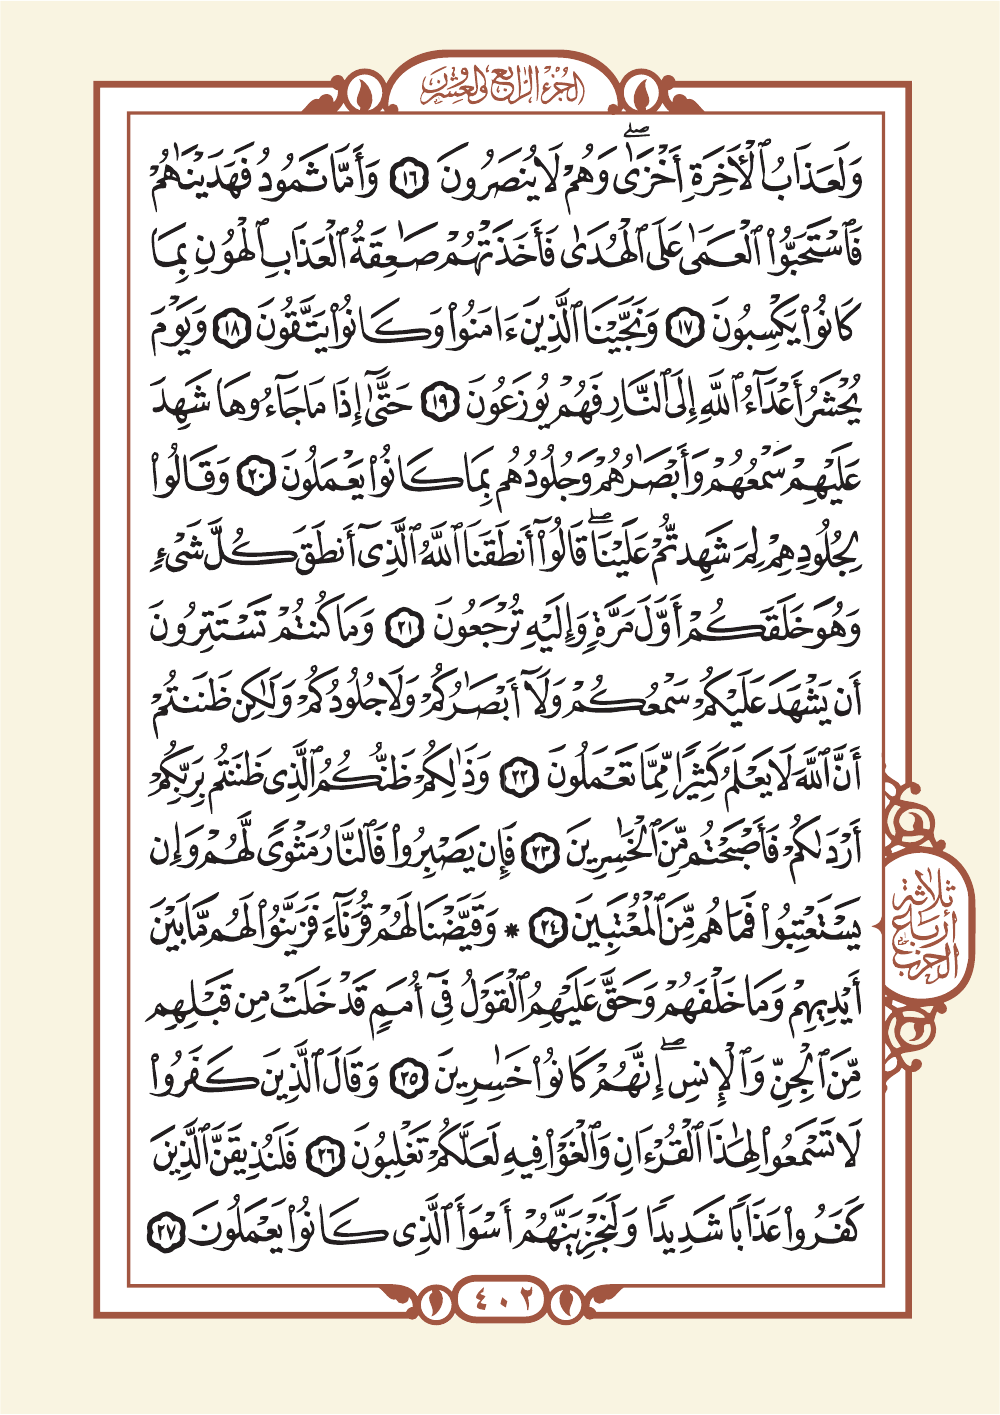 الجزء الرابع والعشرون
وَلَعَذَابُ ٱلْأَخِرَةِ أَخْزَىٰۖ وَهُمْ لَا يُنصَرُونَ ١٦ وَأَمَّا ثَمُودُ فَهَدَيْنَٰهُمْ
فَٱسْتَحَبُّوا۟ ٱلْعَمَىٰ عَلَى ٱلْهُدَىٰ فَأَخَذَتْهُمْ صَٰعِقَةُ ٱلْعَذَابِ ٱلْهُونِ بِمَا
كَانُوا۟ يَكْسِبُونَ ١٧ وَنَجَّيْنَا ٱلَّذِينَ ءَامَنُوا۟ وَكَانُوا۟ يَتَّقُونَ ١٨ وَيَوْمَ
يُحْشَرُ أَعْدَآءُ ٱللَّهِ إِلَى ٱلنَّارِ فَهُمْ يُوزَعُونَ ١٩ حَتَّىٰٓ إِذَا مَا جَآءُوهَا شَهِدَ
عَلَيْهِمْ سَمْعُهُمْ وَأَبْصَٰرُهُمْ وَجُلُودُهُم بِمَا كَانُوا۟ يَعْمَلُونَ ٢٠ وَقَالُوا۟
لِجُلُودِهِمْ لِمَ شَهِدتُّمْ عَلَيْنَاۖ قَالُوٓا۟ أَنطَقَنَا ٱللَّهُ ٱلَّذِىٓ أَنطَقَ كُلَّ شَىْءٍ
وَهُوَ خَلَقَكُمْ أَوَّلَ مَرَّةٍ وَإِلَيْهِ تُرْجَعُونَ ٢١ وَمَا كُنتُمْ تَسْتَتِرُونَ
أَن يَشْهَدَ عَلَيْكُمْ سَمْعُكُمْ وَلَآ أَبْصَٰرُكُمْ وَلَا جُلُودُكُمْ وَلَٰكِن ظَنَنتُمْ
أَنَّ ٱللَّهَ لَا يَعْلَمُ كَثِيرًا مِّمَّا تَعْمَلُونَ ٢٢ وَذَٰلِكُمْ ظَنُّكُمُ ٱلَّذِى ظَنَنتُم بِرَبِّكُمْ
أَرْدَىٰكُمْ فَأَصْبَحْتُم مِّنَ ٱلْخَٰسِرِينَ ٢٣ فَإِن يَصْبِرُوا۟ فَٱلنَّارُ مَثْوًى لَّهُمْ وَإِن
يَسْتَعْتِبُوا۟ فَمَا هُم مِّنَ ٱلْمُعْتَبِينَ ٢٤ * وَقَيَّضْنَا لَهُمْ قُرَنَآءَ فَزَيَّنُوا۟ لَهُم مَّا بَيْنَ
أَيْدِيهِمْ وَمَا خَلْفَهُمْ وَحَقَّ عَلَيْهِمُ ٱلْقَوْلُ فِىٓ أُمَمٍ قَدْ خَلَتْ مِن قَبْلِهِم
مِّنَ ٱلْجِنِّ وَٱلْإِنسِۖ إِنَّهُمْ كَانُوا۟ خَٰسِرِينَ ٢٥ وَقَالَ ٱلَّذِينَ كَفَرُوا۟
لَا تَسْمَعُوا۟ لِهَٰذَا ٱلْقُرْءَانِ وَٱلْغَوْا۟ فِيهِ لَعَلَّكُمْ تَغْلِبُونَ ٢٦ فَلَنُذِيقَنَّ ٱلَّذِينَ
كَفَرُوا۟ عَذَابًا شَدِيدًا وَلَنَجْزِيَنَّهُمْ أَسْوَأَ ٱلَّذِى كَانُوا۟ يَعْمَلُونَ ٢٧
ثلاثة
أرباع
الحزب
٤٠٢